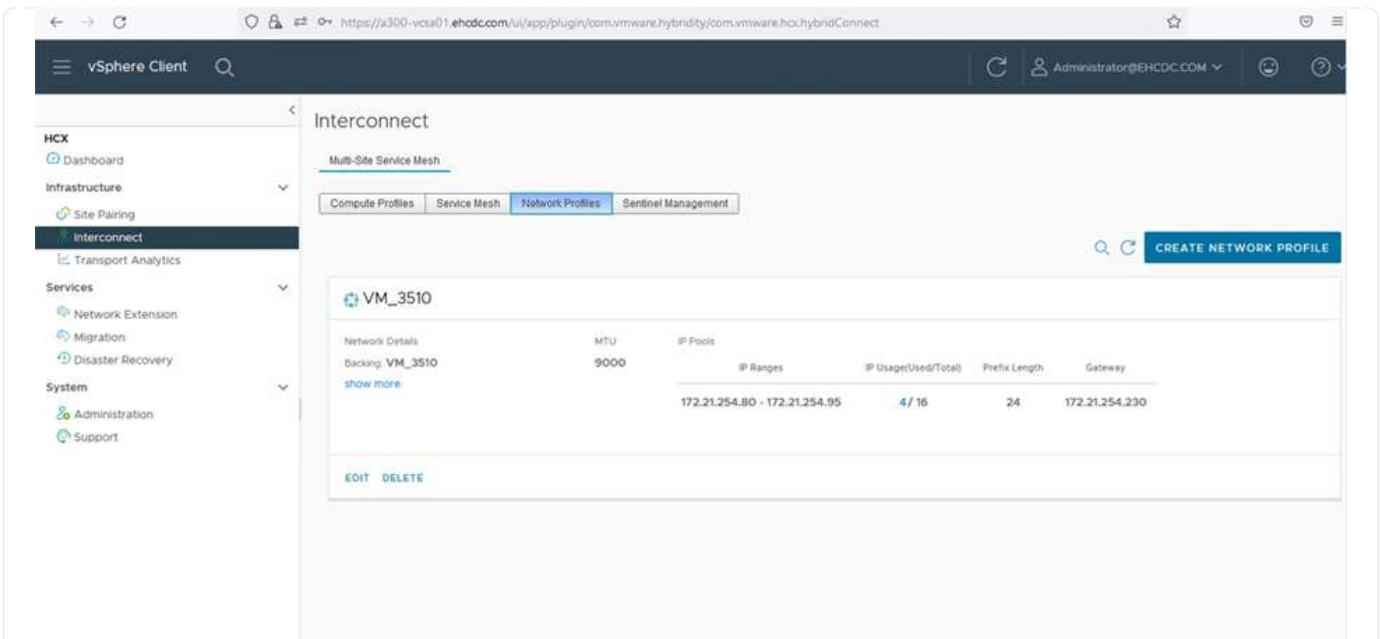 https://a300-vcsa01.ehcdc.com/ui/app/plugin/com.vmware.hybridity/com.vmware.hcx.hybridConnect
vSphere Client
Administrator@EHCDC.COM
HCX
Dashboard
Infrastructure
Site Pairing
Interconnect
Transport Analytics
Services
Network Extension
Migration
Disaster Recovery
System
Administration
Support
Interconnect
Multi-Site Service Mesh
Compute Profiles Service Mesh Network Profiles Sentinel Management
CREATE NETWORK PROFILE
VM_3510
Network Details MTU IP Pools
Backing: VM_3510 9000 IP Ranges IP Usage(Used/Total) Prefix Length Gateway
show more
172.21.254.80 - 172.21.254.95 4/ 16 24 172.21.254.230
EDIT DELETE